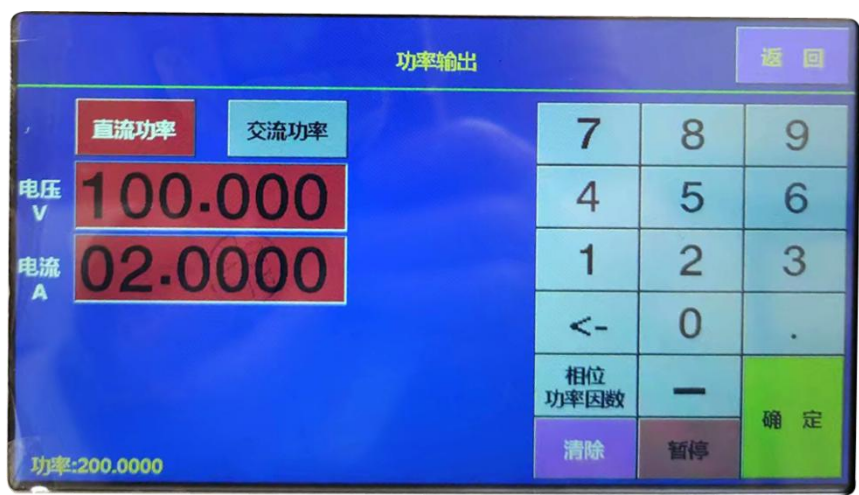 功率输出
返 回
直流功率
交流功率
电压
V
100.000
电流
A
02.0000
7 8 9
4 5 6
1 2 3
<- 0 .
相位
功率因数
—
确 定
清除
暂停
功率:200.0000